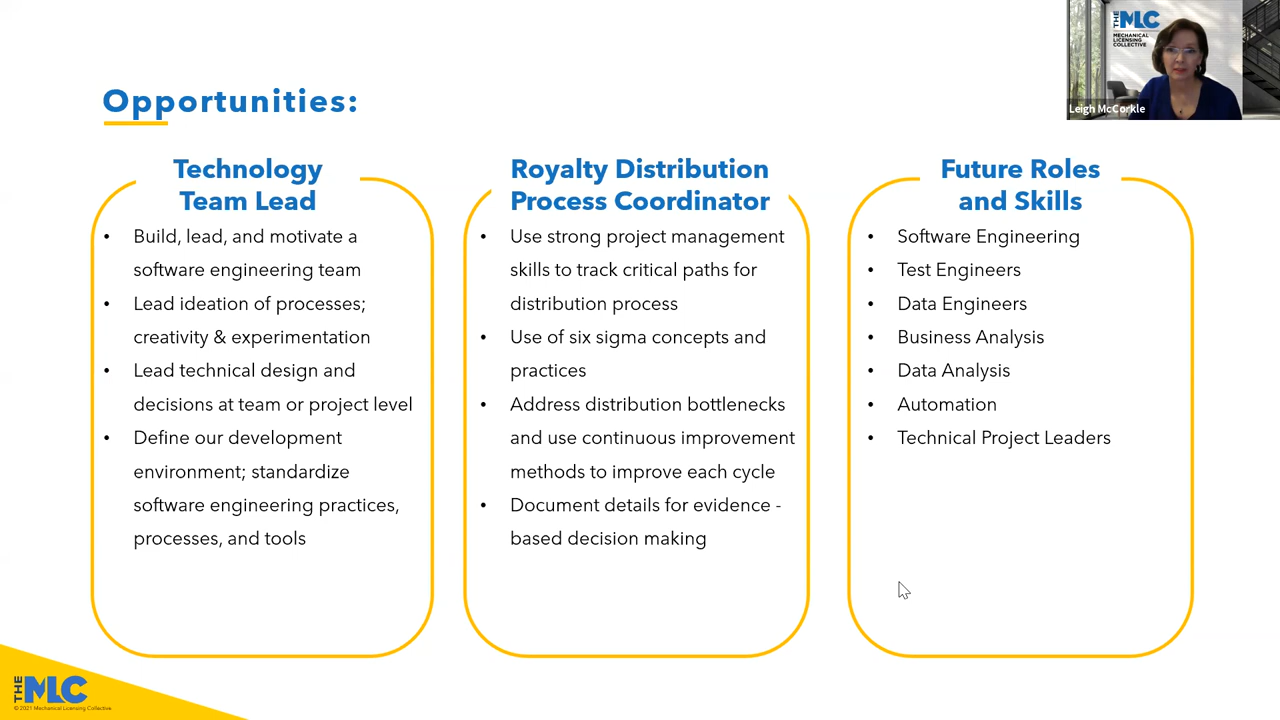 THE MLC
MECHANICAL
LICENSING
COLLECTIVE
Leigh McCorkle
Opportunities:
Technology
Team Lead
• Build, lead, and motivate a
software engineering team
• Lead ideation of processes;
creativity & experimentation
• Lead technical design and
decisions at team or project level
• Define our development
environment; standardize
software engineering practices,
processes, and tools
Royalty Distribution
Process Coordinator
• Use strong project management
skills to track critical paths for
distribution process
• Use of six sigma concepts and
practices
• Address distribution bottlenecks
and use continuous improvement
methods to improve each cycle
• Document details for evidence -
based decision making
Future Roles
and Skills
• Software Engineering
• Test Engineers
• Data Engineers
• Business Analysis
• Data Analysis
• Automation
• Technical Project Leaders
THE MLC
© 2021 Mechanical Licensing Collective